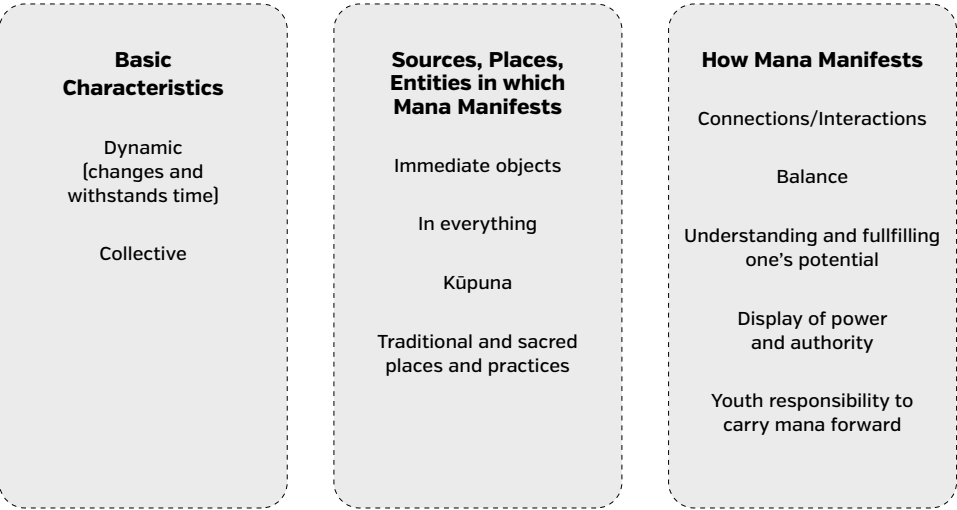 Basic
Characteristics
Dynamic
(changes and
withstands time)
Collective
Sources, Places,
Entities in which
Mana Manifests
Immediate objects
In everything
Kūpuna
Traditional and sacred
places and practices
How Mana Manifests
Connections/Interactions
Balance
Understanding and fullfilling
one's potential
Display of power
and authority
Youth responsibility to
carry mana forward